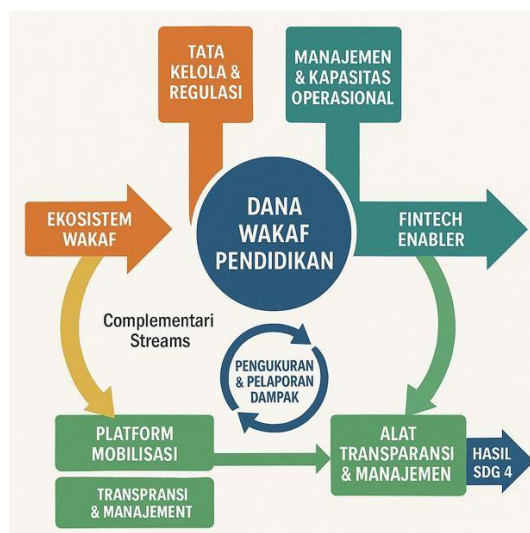 TATA
KELOLA &
REGULASI
MANAJEMEN
& KAPASITAS
OPERASIONAL
EKOSISTEM
WAKAF
DANA
WAKAF
PENDIDIKAN
FINTECH
ENABLER
Complementari
Streams
PENGUKURAN
& PELAPORAN
DAMPAK
PLATFORM
MOBILISASI
TRANSPRANSI
& MANAJEMENT
ALAT
TRANSPARANSI
& MANAJEMEN
HASIL
SDG 4